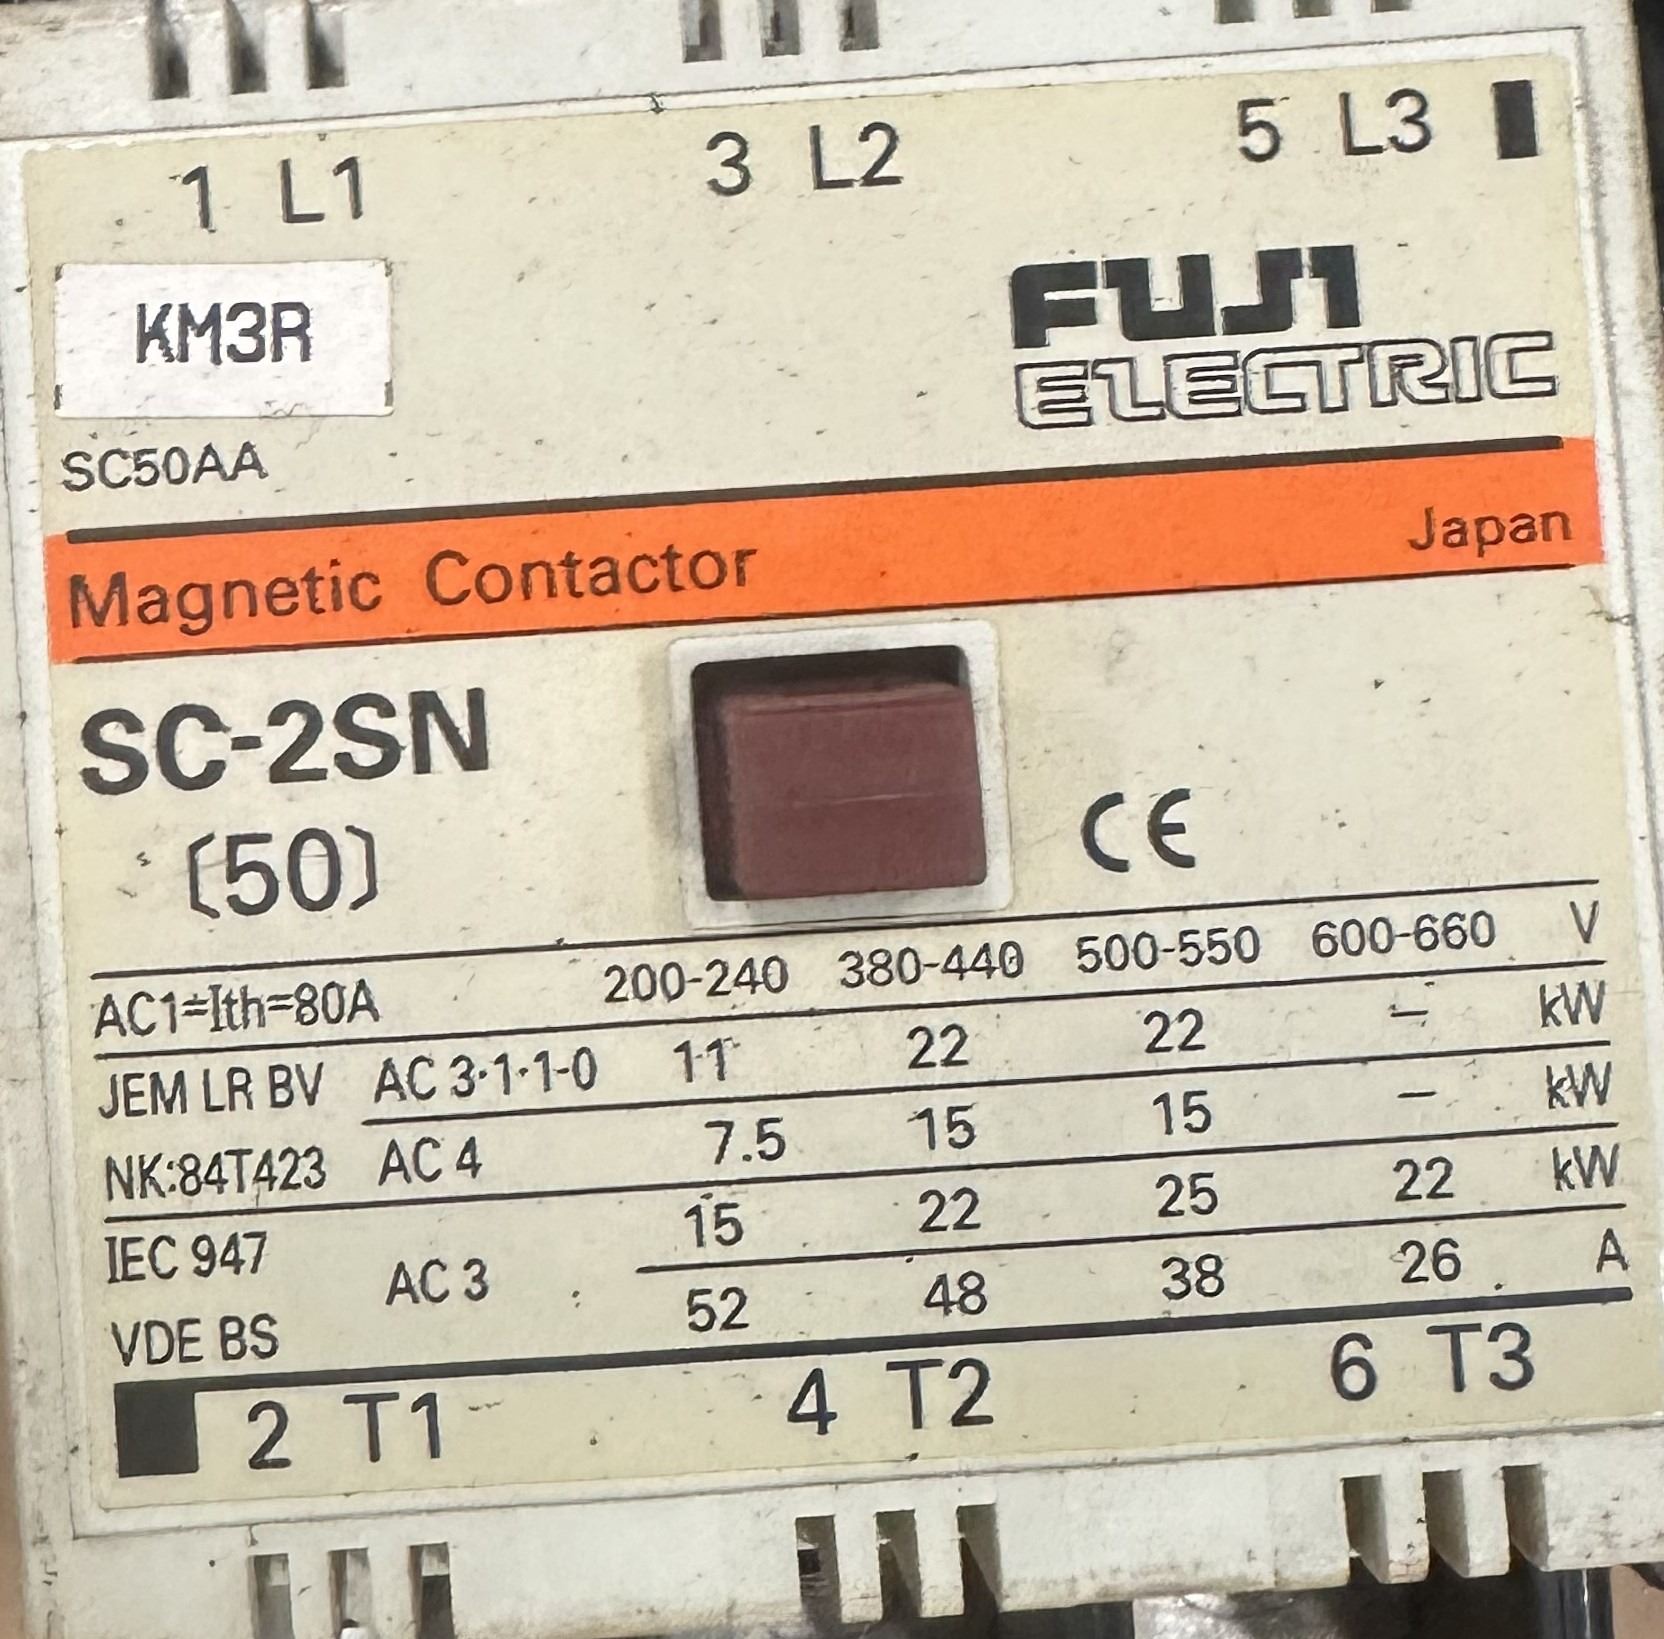 1 L1 3 L2 5 L3
KM3R
FUJI
ELECTRIC
SC50AA
Magnetic Contactor Japan
SC-2SN
(50)
CE
AC1=Ith=80A 200-240 380-440 500-550 600-660 V
JEM LR BV AC 3·1·1-0 11 22 22 — kW
NK:84T423 AC 4 7.5 15 15 — kW
IEC 947 AC 3 15 22 25 22 kW
VDE BS 52 48 38 26 A
2 T1 4 T2 6 T3